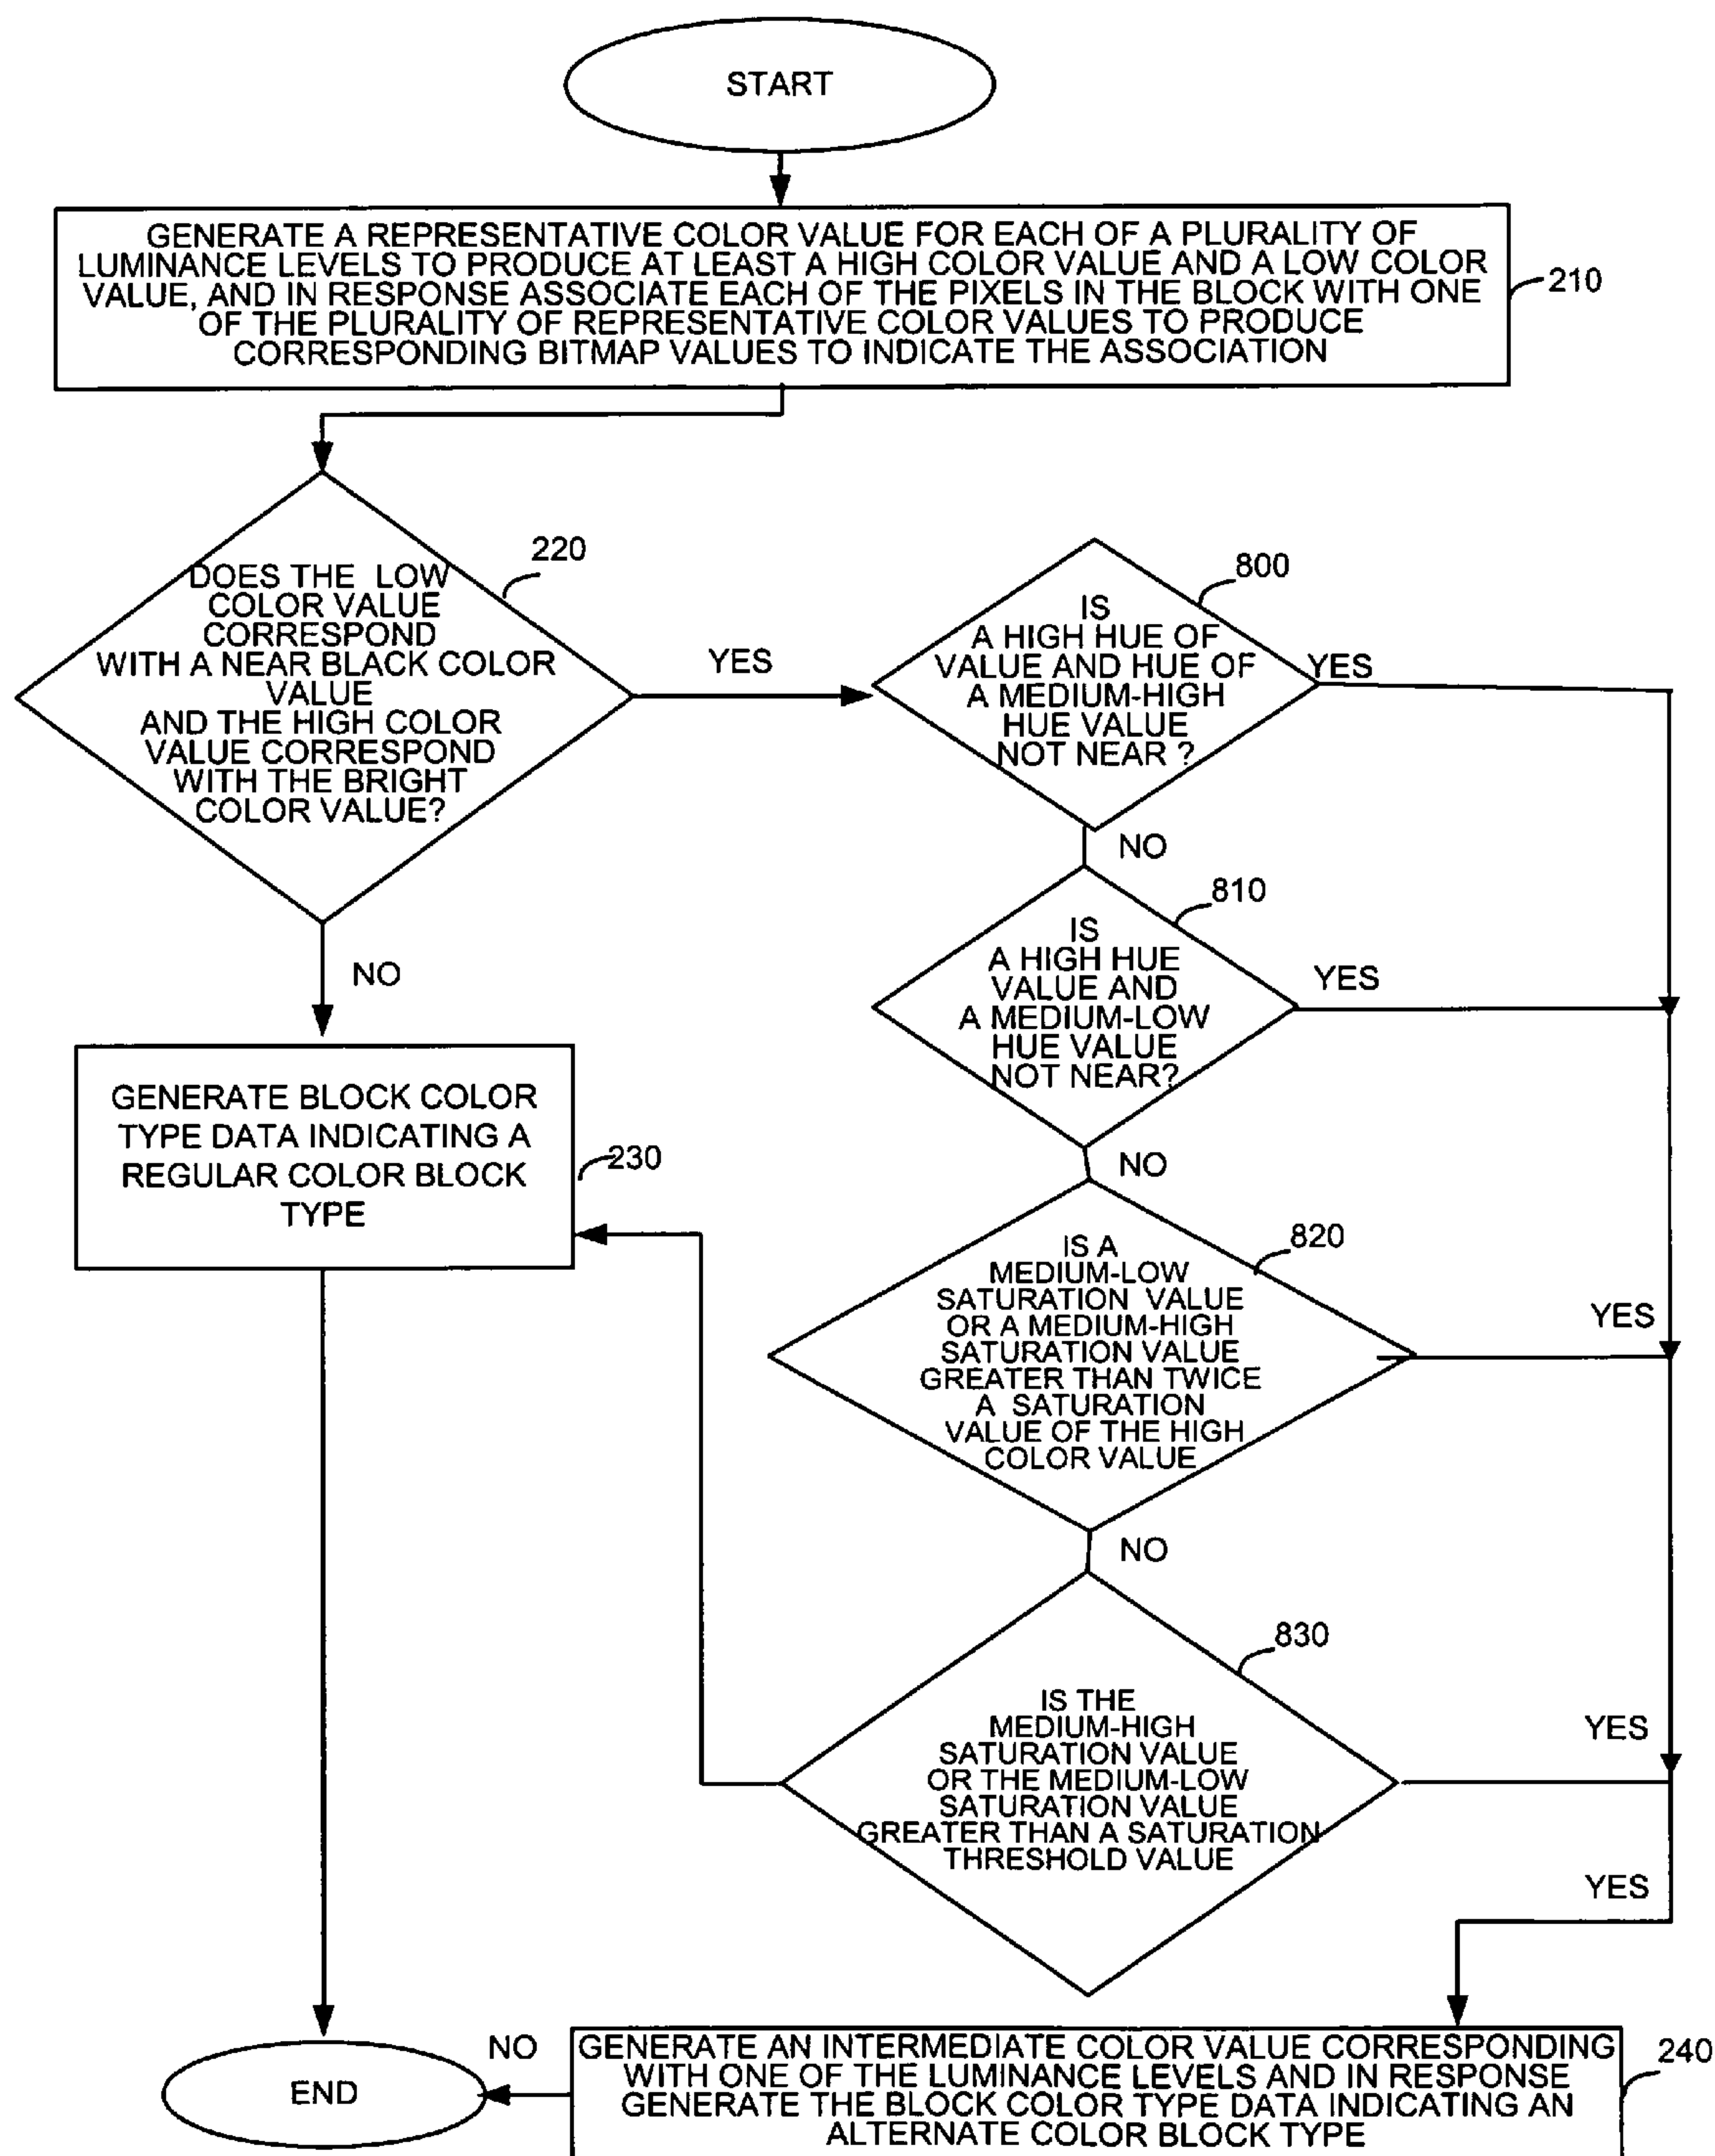 START
GENERATE A REPRESENTATIVE COLOR VALUE FOR EACH OF A PLURALITY OF
LUMINANCE LEVELS TO PRODUCE AT LEAST A HIGH COLOR VALUE AND A LOW COLOR
VALUE, AND IN RESPONSE ASSOCIATE EACH OF THE PIXELS IN THE BLOCK WITH ONE
OF THE PLURALITY OF REPRESENTATIVE COLOR VALUES TO PRODUCE
CORRESPONDING BITMAP VALUES TO INDICATE THE ASSOCIATION
210
220
DOES THE LOW
COLOR VALUE
CORRESPOND
WITH A NEAR BLACK COLOR
VALUE
AND THE HIGH COLOR
VALUE CORRESPOND
WITH THE BRIGHT
COLOR VALUE?
YES
NO
800
IS
A HIGH HUE OF
VALUE AND HUE OF
A MEDIUM-HIGH
HUE VALUE
NOT NEAR ?
YES
NO
810
IS
A HIGH HUE
VALUE AND
A MEDIUM-LOW
HUE VALUE
NOT NEAR?
YES
NO
GENERATE BLOCK COLOR
TYPE DATA INDICATING A
REGULAR COLOR BLOCK
TYPE
230
820
IS A
MEDIUM-LOW
SATURATION VALUE
OR A MEDIUM-HIGH
SATURATION VALUE
GREATER THAN TWICE
A SATURATION
VALUE OF THE HIGH
COLOR VALUE
YES
NO
830
IS THE
MEDIUM-HIGH
SATURATION VALUE
OR THE MEDIUM-LOW
SATURATION VALUE
GREATER THAN A SATURATION
THRESHOLD VALUE
YES
YES
END
NO
GENERATE AN INTERMEDIATE COLOR VALUE CORRESPONDING
WITH ONE OF THE LUMINANCE LEVELS AND IN RESPONSE
GENERATE THE BLOCK COLOR TYPE DATA INDICATING AN
ALTERNATE COLOR BLOCK TYPE
240